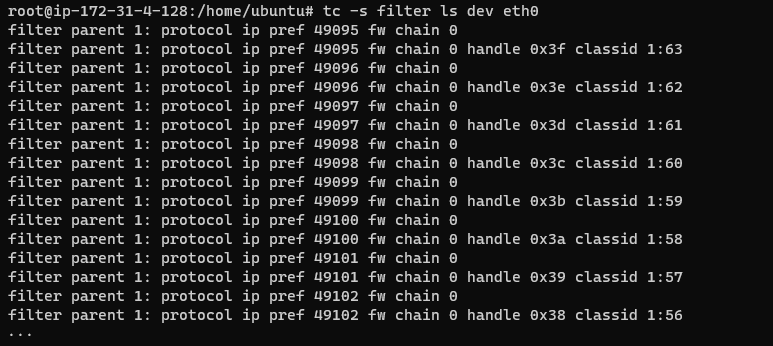 root@ip-172-31-4-128:/home/ubuntu# tc -s filter ls dev eth0
filter parent 1: protocol ip pref 49095 fw chain 0
filter parent 1: protocol ip pref 49095 fw chain 0 handle 0x3f classid 1:63
filter parent 1: protocol ip pref 49096 fw chain 0
filter parent 1: protocol ip pref 49096 fw chain 0 handle 0x3e classid 1:62
filter parent 1: protocol ip pref 49097 fw chain 0
filter parent 1: protocol ip pref 49097 fw chain 0 handle 0x3d classid 1:61
filter parent 1: protocol ip pref 49098 fw chain 0
filter parent 1: protocol ip pref 49098 fw chain 0 handle 0x3c classid 1:60
filter parent 1: protocol ip pref 49099 fw chain 0
filter parent 1: protocol ip pref 49099 fw chain 0 handle 0x3b classid 1:59
filter parent 1: protocol ip pref 49100 fw chain 0
filter parent 1: protocol ip pref 49100 fw chain 0 handle 0x3a classid 1:58
filter parent 1: protocol ip pref 49101 fw chain 0
filter parent 1: protocol ip pref 49101 fw chain 0 handle 0x39 classid 1:57
filter parent 1: protocol ip pref 49102 fw chain 0
filter parent 1: protocol ip pref 49102 fw chain 0 handle 0x38 classid 1:56
...